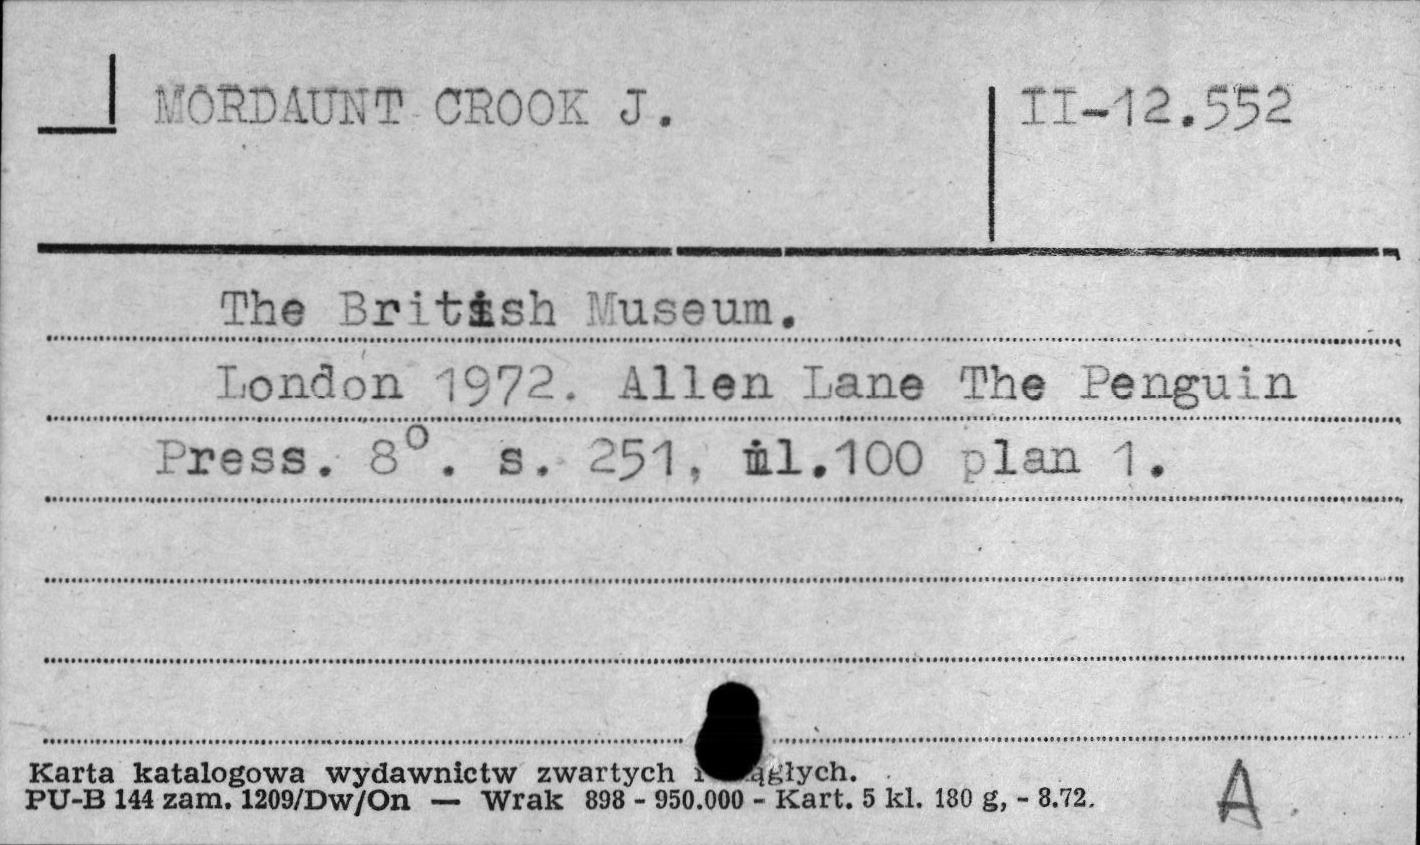 MORDAUNT CROOK J.
II-12.552
The British Museum.
London 1972. Allen Lane The Penguin
Press. 8°. s. 251, il.100 plan 1.
Karta katalogowa wydawnictw zwartych
PU-B 144 zam. 1209/Dw/On — Wrak 898 - 950.000 - Kart. 5 kl. 180 g, - 8.72.
A